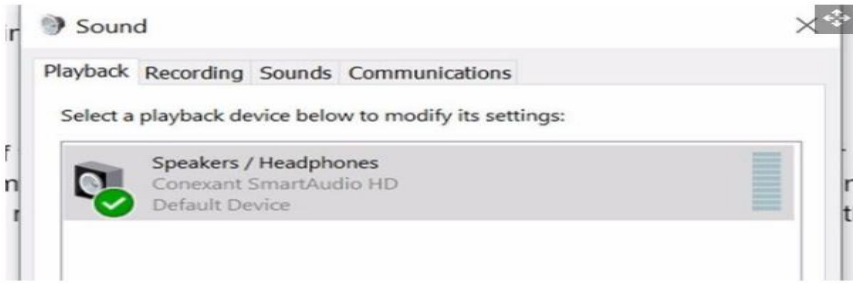 Sound
Playback Recording Sounds Communications
Select a playback device below to modify its settings:
Speakers / Headphones
Conexant SmartAudio HD
Default Device